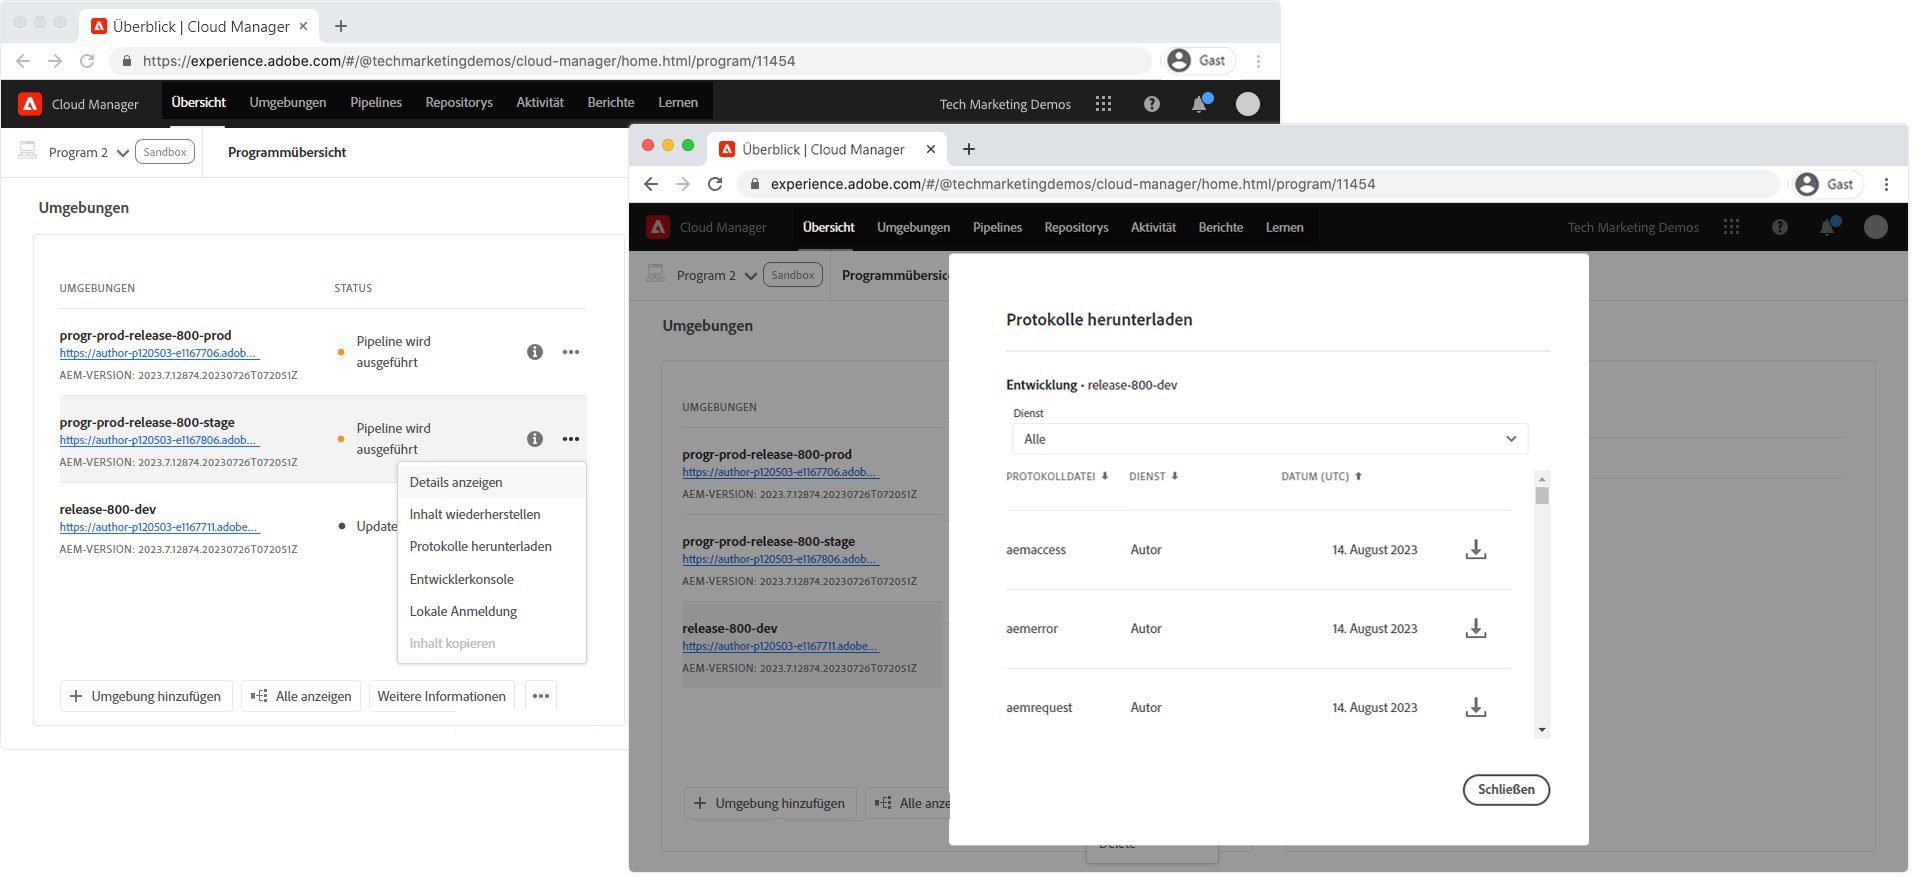 Überblick | Cloud Manager
https://experience.adobe.com/#/@techmarketingdemos/cloud-manager/home.html/program/11454
Gast
Cloud Manager
Übersicht
Umgebungen
Pipelines
Repositorys
Aktivität
Berichte
Lernen
Tech Marketing Demos
Program 2
Sandbox
Programmübersicht
Umgebungen
UMGEBUNGEN
STATUS
progr-prod-release-800-prod
https://author-p120503-e1167706.adob...
AEM-VERSION: 2023.7.12874.20230726T072051Z
Pipeline wird
ausgeführt
progr-prod-release-800-stage
https://author-p120503-e1167806.adob...
AEM-VERSION: 2023.7.12874.20230726T072051Z
Pipeline wird
ausgeführt
release-800-dev
https://author-p120503-e1167711.adobe...
AEM-VERSION: 2023.7.12874.20230726T072051Z
Update
Details anzeigen
Inhalt wiederherstellen
Protokolle herunterladen
Entwicklerkonsole
Lokale Anmeldung
Inhalt kopieren
Umgebung hinzufügen
Alle anzeigen
Weitere Informationen
Überblick | Cloud Manager
experience.adobe.com/#/@techmarketingdemos/cloud-manager/home.html/program/11454
Gast
Cloud Manager
Übersicht
Umgebungen
Pipelines
Repositorys
Aktivität
Berichte
Lernen
Tech Marketing Demos
Program 2
Sandbox
Programmübersic
Umgebungen
UMGEBUNGEN
progr-prod-release-800-prod
https://author-p120503-e1167706.adob...
AEM-VERSION: 2023.7.12874.20230726T072051Z
progr-prod-release-800-stage
https://author-p120503-e1167806.adob...
AEM-VERSION: 2023.7.12874.20230726T072051Z
release-800-dev
https://author-p120503-e1167711.adobe...
AEM-VERSION: 2023.7.12874.20230726T072051Z
Umgebung hinzufügen
Alle anze
Protokolle herunterladen
Entwicklung • release-800-dev
Dienst
Alle
PROTOKOLLDATEI
DIENST
DATUM (UTC)
aemaccess
Autor
14. August 2023
aemerror
Autor
14. August 2023
aemrequest
Autor
14. August 2023
Schließen